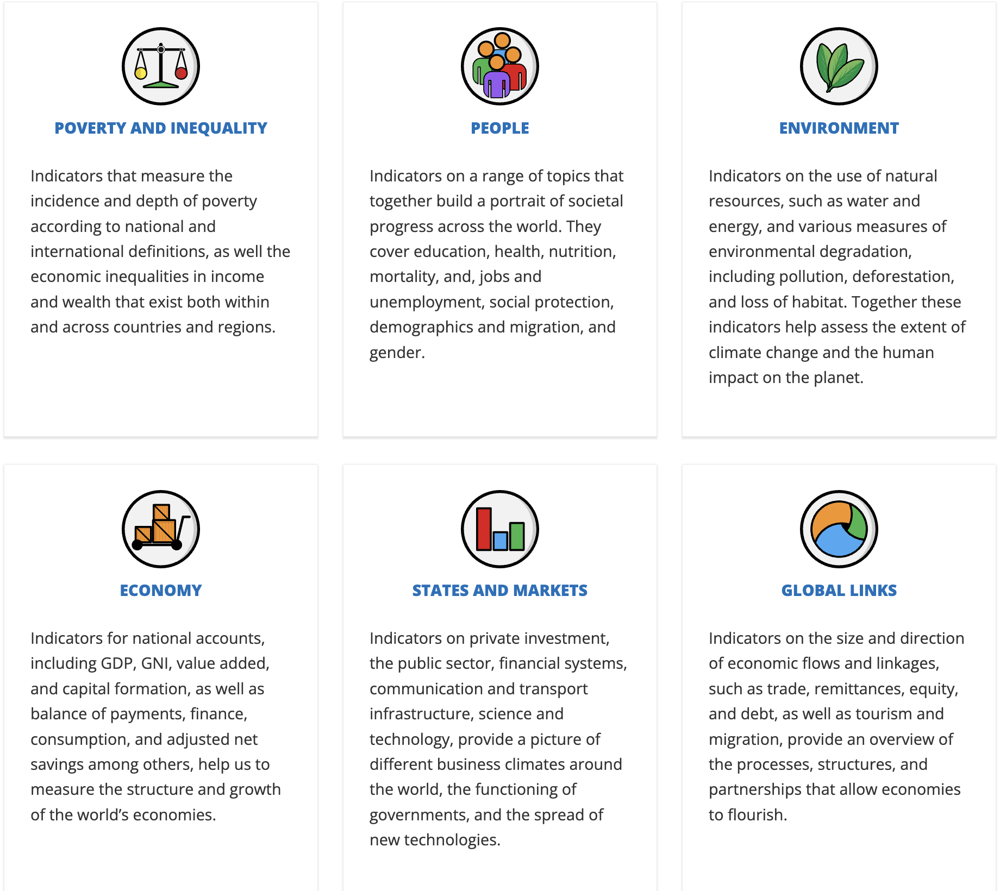 POVERTY AND INEQUALITY
Indicators that measure the
incidence and depth of poverty
according to national and
international definitions, as well the
economic inequalities in income
and wealth that exist both within
and across countries and regions.
PEOPLE
Indicators on a range of topics that
together build a portrait of societal
progress across the world. They
cover education, health, nutrition,
mortality, and, jobs and
unemployment, social protection,
demographics and migration, and
gender.
ENVIRONMENT
Indicators on the use of natural
resources, such as water and
energy, and various measures of
environmental degradation,
including pollution, deforestation,
and loss of habitat. Together these
indicators help assess the extent of
climate change and the human
impact on the planet.
ECONOMY
Indicators for national accounts,
including GDP, GNI, value added,
and capital formation, as well as
balance of payments, finance,
consumption, and adjusted net
savings among others, help us to
measure the structure and growth
of the world’s economies.
STATES AND MARKETS
Indicators on private investment,
the public sector, financial systems,
communication and transport
infrastructure, science and
technology, provide a picture of
different business climates around
the world, the functioning of
governments, and the spread of
new technologies.
GLOBAL LINKS
Indicators on the size and direction
of economic flows and linkages,
such as trade, remittances, equity,
and debt, as well as tourism and
migration, provide an overview of
the processes, structures, and
partnerships that allow economies
to flourish.